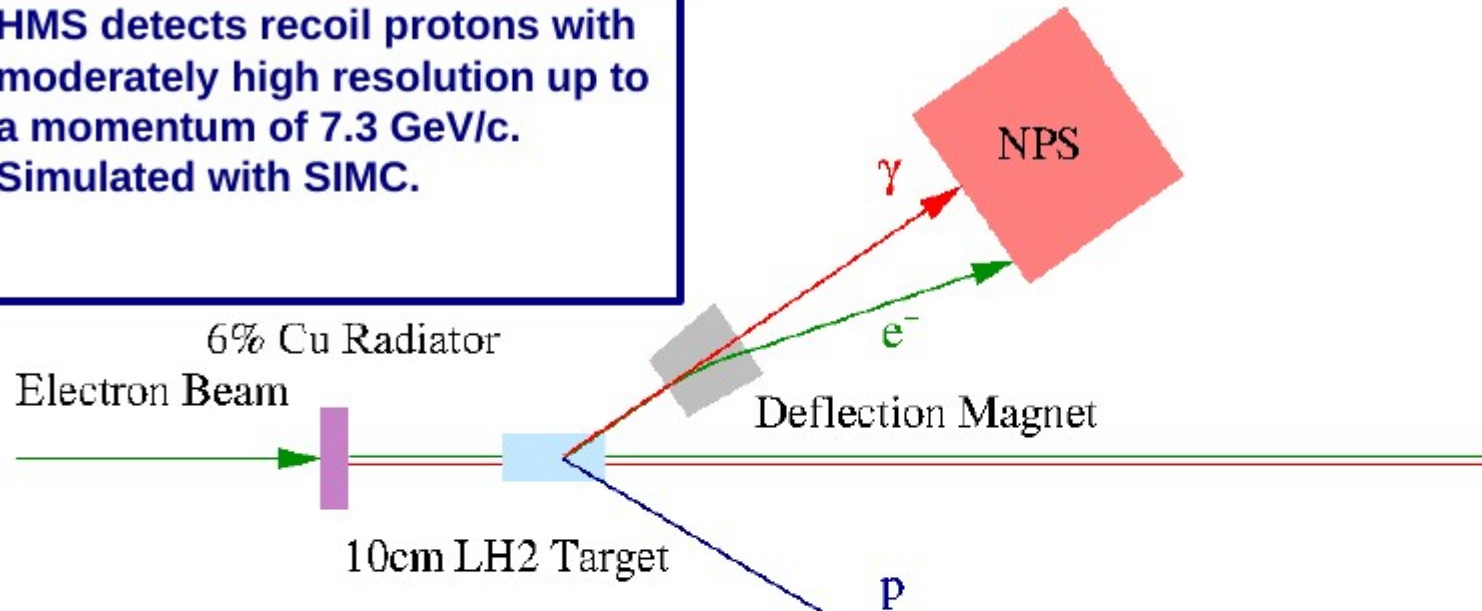 HMS detects recoil protons with
moderately high resolution up to
a momentum of 7.3 GeV/c.
Simulated with SIMC.
NPS
γ
e⁻
6% Cu Radiator
Electron Beam
Deflection Magnet
10cm LH2 Target
p